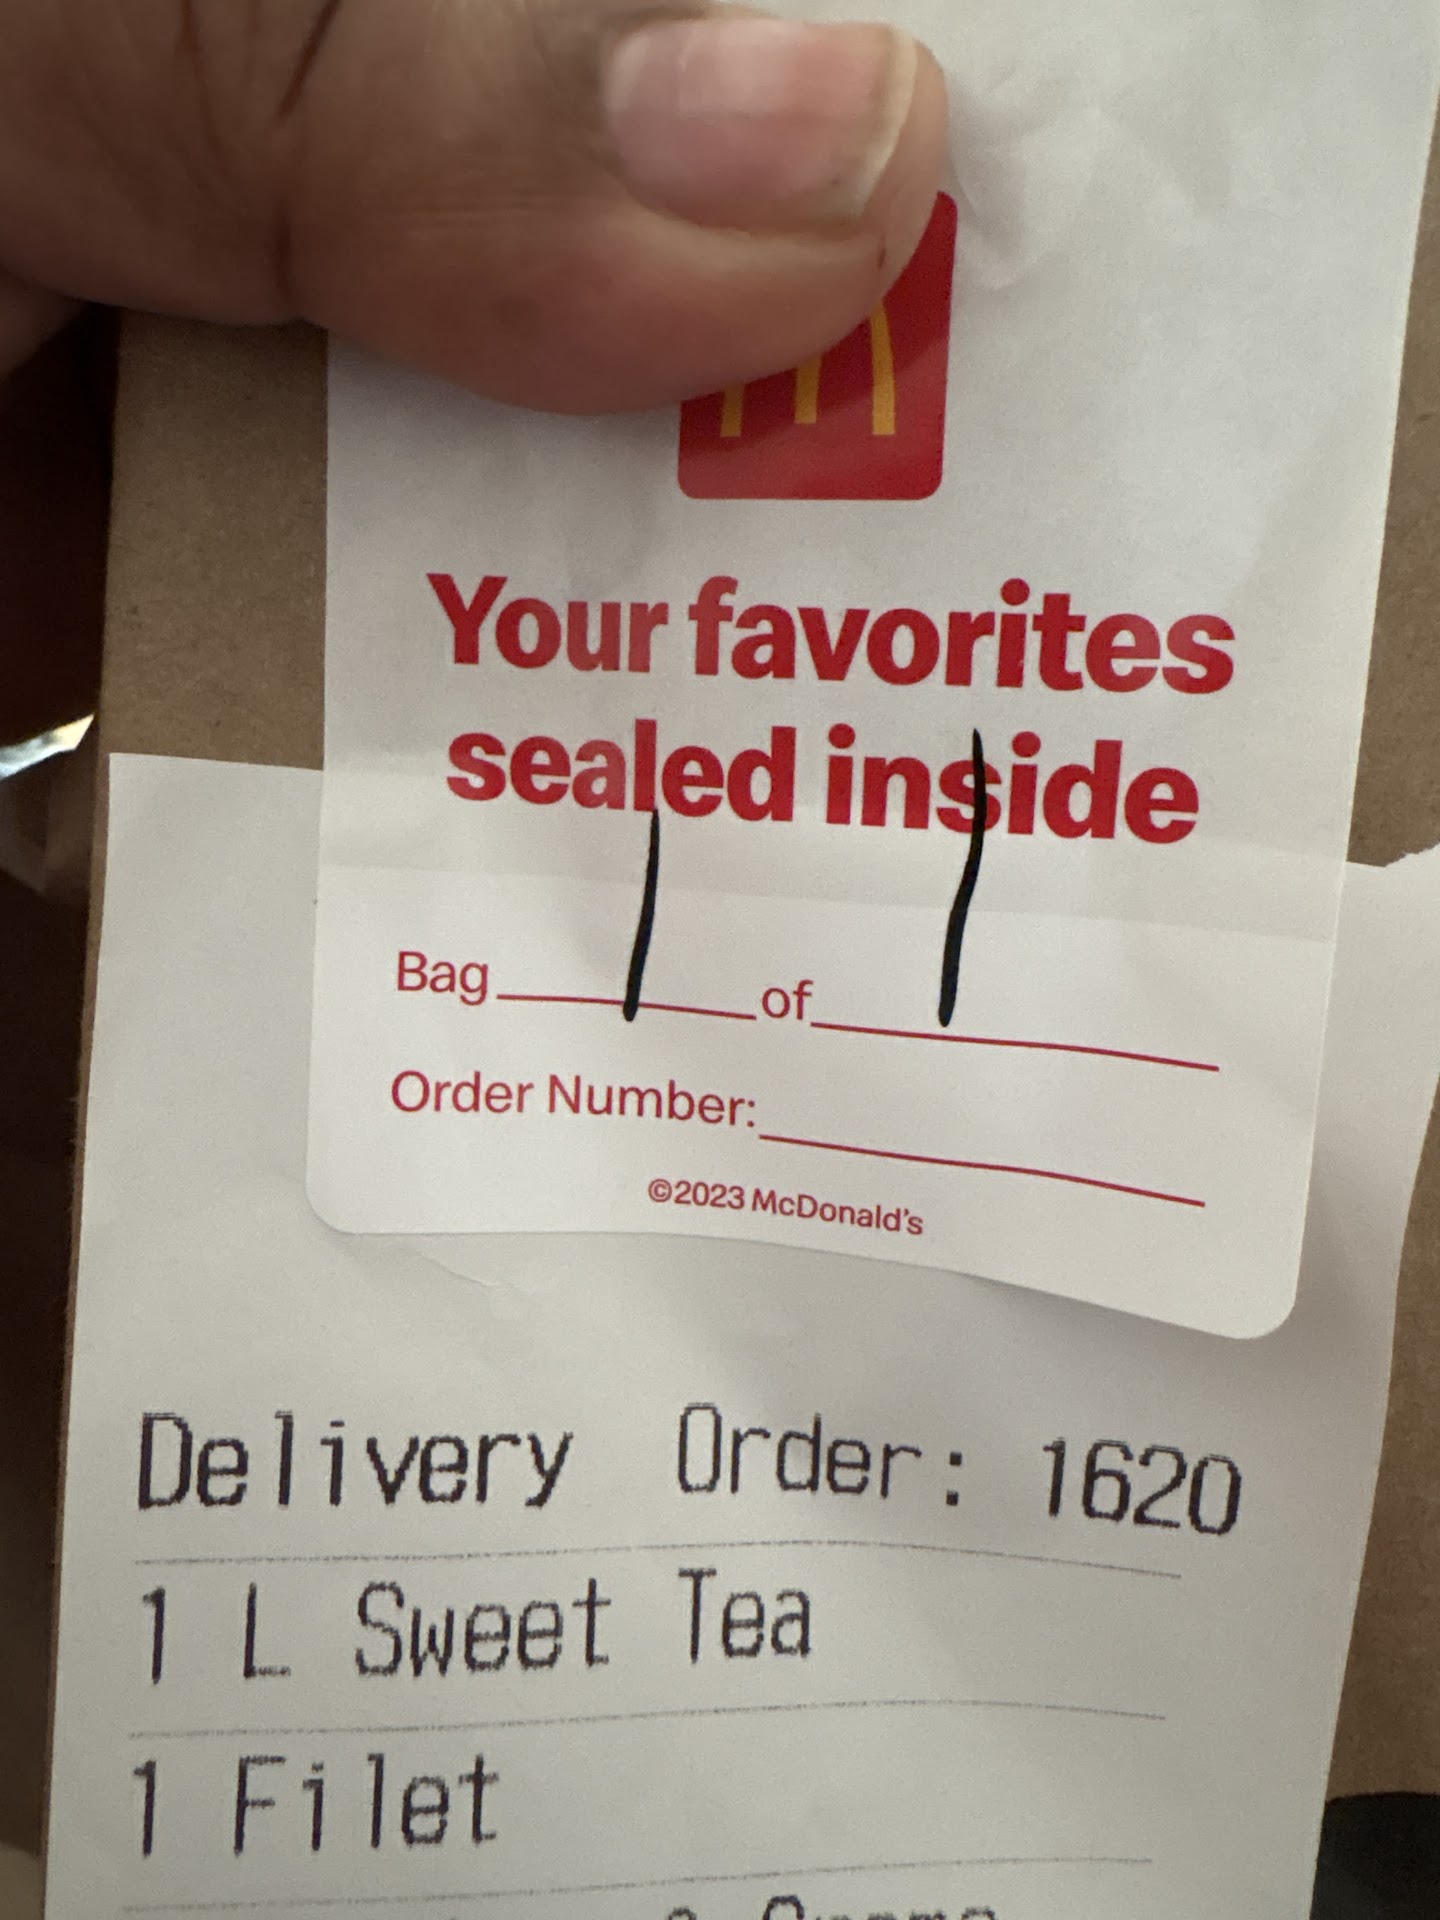 Your favorites
sealed inside
Bag 1 of 1
Order Number:
©2023 McDonald's
Delivery Order: 1620
1 L Sweet Tea
1 Filet